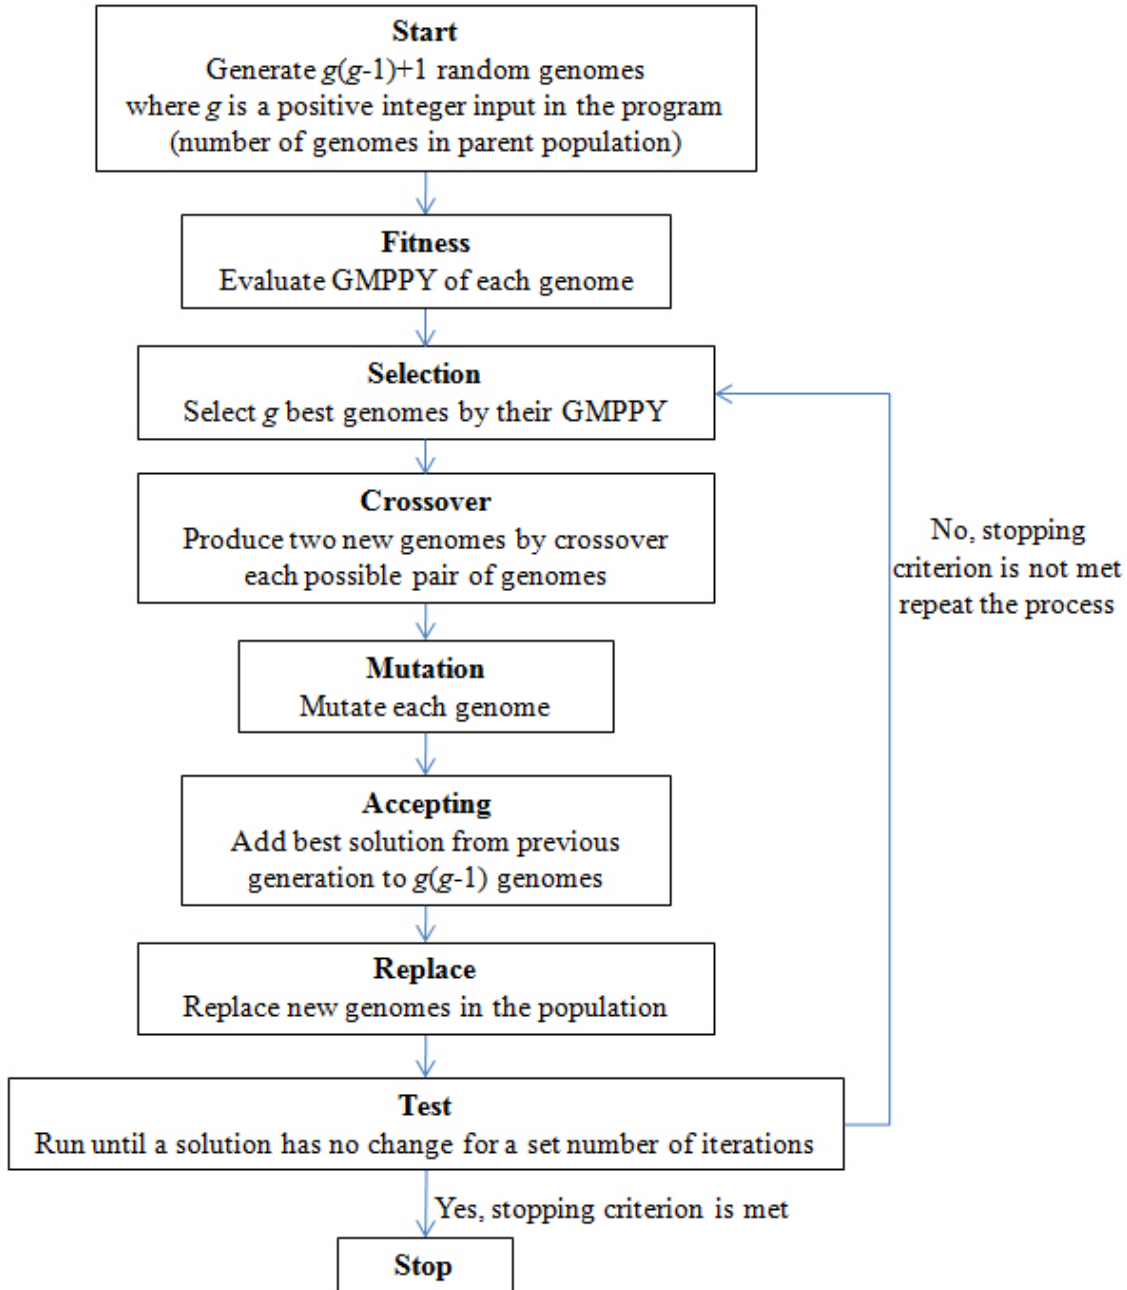 Start
Generate g(g-1)+1 random genomes
where g is a positive integer input in the program
(number of genomes in parent population)
Fitness
Evaluate GMPPY of each genome
Selection
Select g best genomes by their GMPPY
Crossover
Produce two new genomes by crossover
each possible pair of genomes
No, stopping
criterion is not met
repeat the process
Mutation
Mutate each genome
Accepting
Add best solution from previous
generation to g(g-1) genomes
Replace
Replace new genomes in the population
Test
Run until a solution has no change for a set number of iterations
Yes, stopping criterion is met
Stop